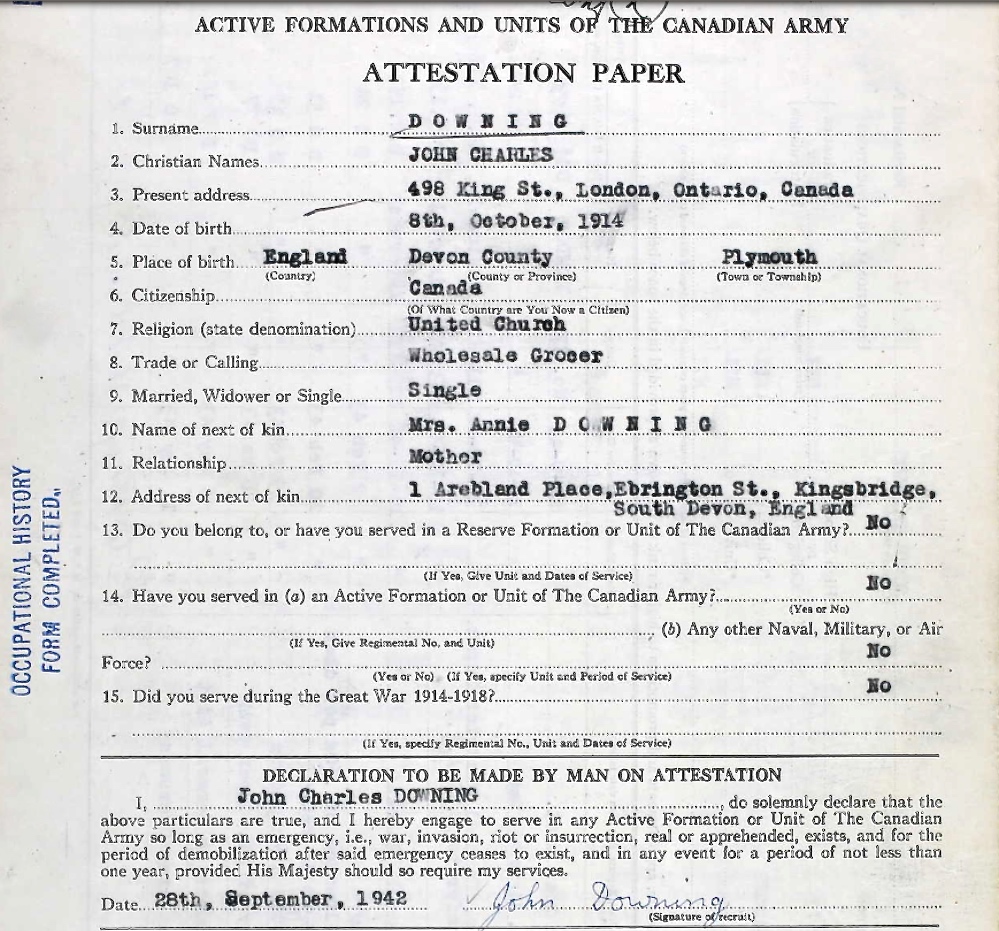 ACTIVE FORMATIONS AND UNITS OF THE CANADIAN ARMY
ATTESTATION PAPER
1. Surname D O W N I N G
2. Christian Names JOHN CHARLES
3. Present address 498 King St., London, Ontario, Canada
4. Date of birth 8th, October, 1914
5. Place of birth England Devon County Plymouth
(Country) (County or Province) (Town or Township)
6. Citizenship Canada
(Of What Country are You Now a Citizen)
7. Religion (state denomination) United Church
8. Trade or Calling Wholesale Grocer
9. Married, Widower or Single Single
10. Name of next of kin Mrs. Annie D O W N I N G
11. Relationship Mother
12. Address of next of kin 1 Place, Ebrington St., Kingsbridge,
South Devon, England
13. Do you belong to, or have you served in a Reserve Formation or Unit of The Canadian Army? No
(If Yes, Give Unit and Dates of Service)
14. Have you served in (a) an Active Formation or Unit of The Canadian Army? No
(Yes or No)
(b) Any other Naval, Military, or Air
(If Yes, Give Regimental No. and Unit)
Force? No
(Yes or No) (If Yes, specify Unit and Period of Service)
15. Did you serve during the Great War 1914-1918? No
(If Yes, specify Regimental No., Unit and Dates of Service)
DECLARATION TO BE MADE BY MAN ON ATTESTATION
I, John Charles DOWNING, do solemnly declare that the
above particulars are true, and I hereby engage to serve in any Active Formation or Unit of The Canadian
Army so long as an emergency, i.e., war, invasion, riot or insurrection, real or apprehended, exists, and for the
period of demobilization after said emergency ceases to exist, and in any event for a period of not less than
one year, provided His Majesty should so require my services.
Date 28th, September, 1942 John Downing
(Signature of recruit)
OCCUPATIONAL HISTORY
FORM COMPLETED.